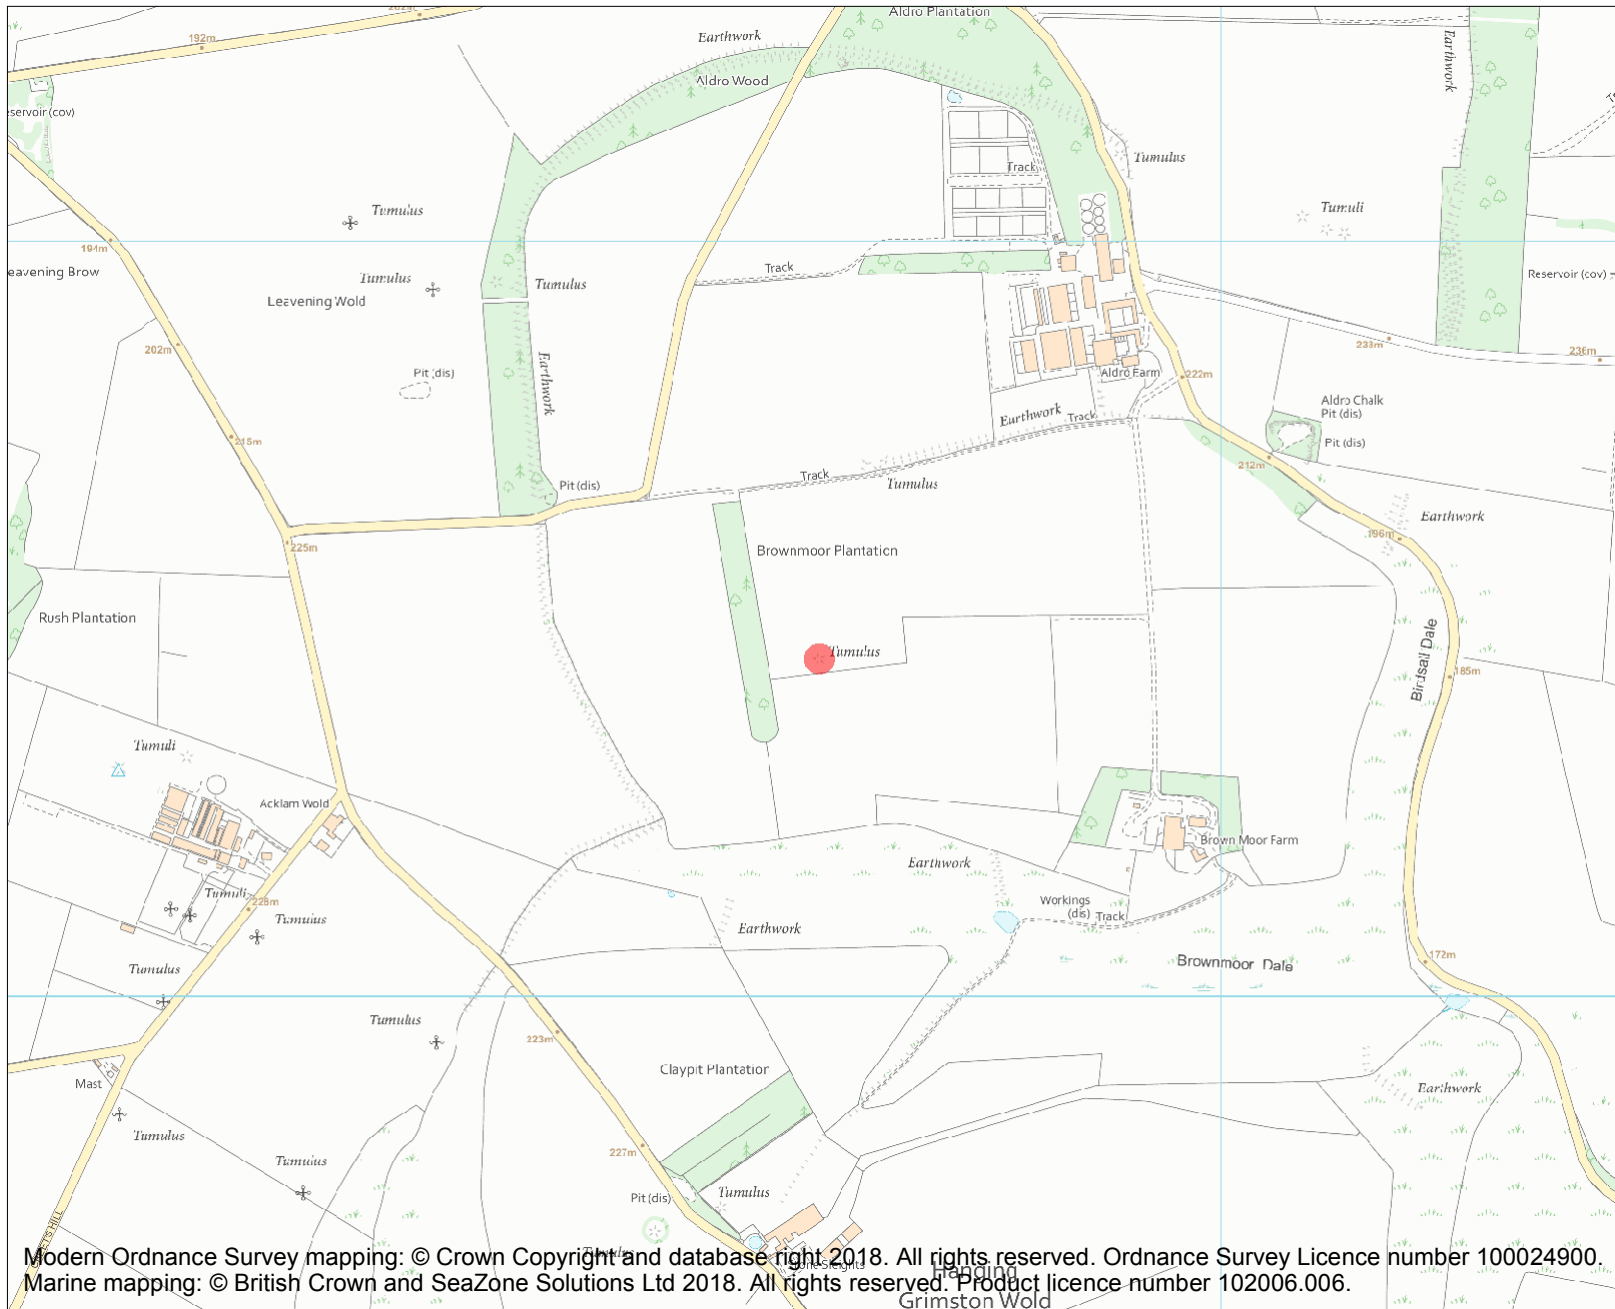 Aldro Plantation
192m
Earthwork
Earthwork
Aldro Wood
Track
Tumulus
Tumulus
Tumuli
194m
Tumulus
Track
Tumulus
Leavening Wold
Reservoir (cov)
202m
Earthwork
Pit (dis)
233m
236m
Aldro Farm
222m
Aldro Chalk
Pit (dis)
Earthwork
Track
Pit (dis)
215m
212m
Track
Pit (dis)
Tumulus
Earthwork
196m
225m
Brownmoor Plantation
Rush Plantation
Tumulus
Birdsall Dale
185m
Tumuli
Acklam Wold
Brown Moor Farm
Earthwork
Tumuli
228m
Workings
(dis)
Track
Tumulus
Earthwork
172m
Tumulus
Brownmoor Dale
Tumulus
223m
Claypit Plantation
Mast
Earthwork
Tumulus
227m
Tumulus
Pit (dis)
Tumulus
Modern Ordnance Survey mapping: © Crown Copyright and database right 2018. All rights reserved. Ordnance Survey Licence number 100024900.
Marine mapping: © British Crown and SeaZone Solutions Ltd 2018. All rights reserved. Product licence number 102006.006.
Hanging
Grimston Wold